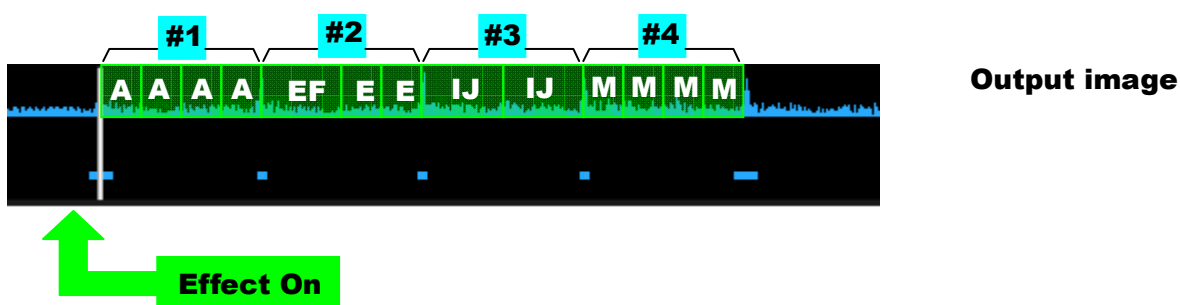 #1 #2 #3 #4
A A A A EF E E IJ IJ M M M M
Output image
Effect On